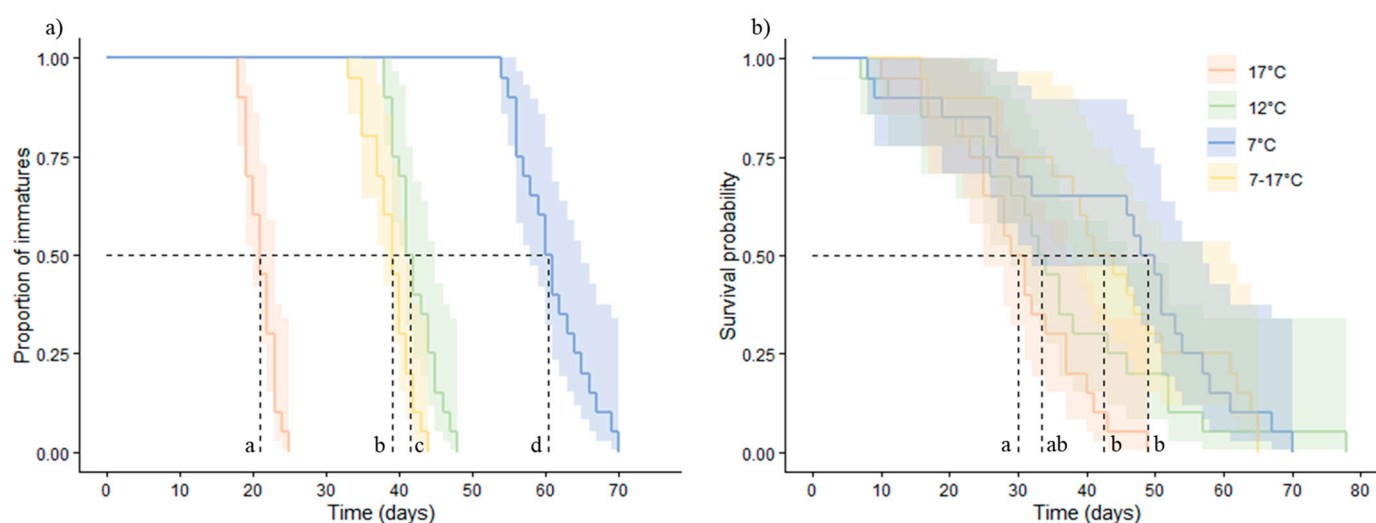 a)
Proportion of immatures
1.00
0.75
0.50
0.25
0.00
a
b
c
d
0 10 20 30 40 50 60 70
Time (days)
b)
Survival probability
1.00
0.75
0.50
0.25
0.00
17°C
12°C
7°C
7-17°C
a
ab
b
b
0 10 20 30 40 50 60 70 80
Time (days)